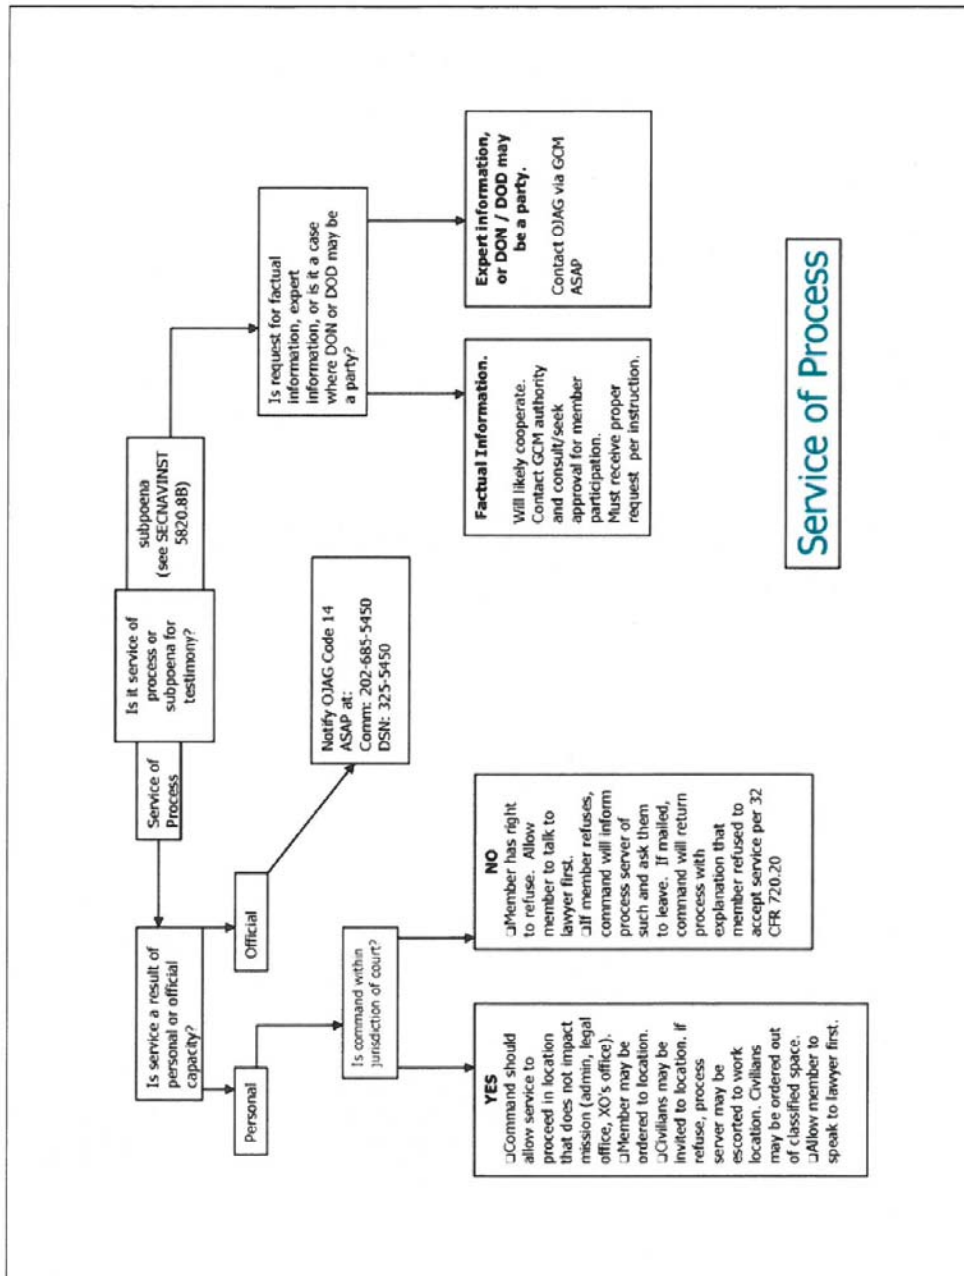 Is it service of
process or
subpoena for
testimony?
Service of
Process
subpoena
(see SECNAVINST
5820.8B)
Is service a result of
personal or official
capacity?
Personal
Official
Notify OJAG Code 14
ASAP at:
Comm: 202-685-5450
DSN: 325-5450
Is command within
jurisdiction of court?
YES
❑Command should
allow service to
proceed in location
that does not impact
mission (admin, legal
office, XO's office).
❑Member may be
ordered to location.
❑Civilians may be
invited to location. if
refuse, process
server may be
escorted to work
location. Civilians
may be ordered out
of classified space.
❑Allow member to
speak to lawyer first.
NO
❑Member has right
to refuse. Allow
member to talk to
lawyer first.
❑If member refuses,
command will inform
process server of
such and ask them
to leave. If mailed,
command will return
process with
explanation that
member refused to
accept service per 32
CFR 720.20
Is request for factual
information, expert
information, or is it a case
where DON or DOD may be
a party?
Factual Information.
Will likely cooperate.
Contact GCM authority
and consult/seek
approval for member
participation.
Must receive proper
request per instruction.
Expert information,
or DON / DOD may
be a party.
Contact OJAG via GCM
ASAP
Service of Process